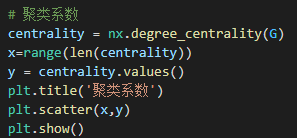 # 聚类系数
centrality = nx.degree_centrality(G)
x=range(len(centrality))
y = centrality.values()
plt.title('聚类系数')
plt.scatter(x,y)
plt.show()